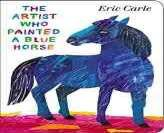 THE
ARTIST
WHO
PAINTED
A BLUE
HORSE
Eric Carle